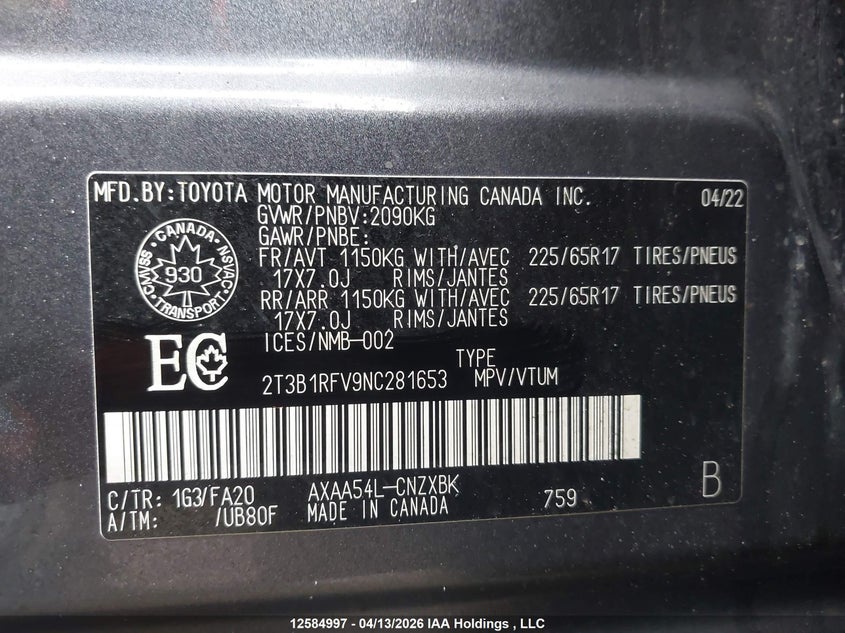 MFD.BY:TOYOTA MOTOR MANUFACTURING CANADA INC. 04/22
GVWR/PNBV:2090KG
GAWR/PNBE:
FR/AVT 1150KG WITH/AVEC 225/65R17 TIRES/PNEUS
17X7.0J RIMS/JANTES
RR/ARR 1150KG WITH/AVEC 225/65R17 TIRES/PNEUS
17X7.0J RIMS/JANTES
ICES/NMB-002
CANADA
CMVSS
NSVAC
930
TRANSPORT
EC
TYPE
2T3B1RFV9NC281653 MPV/VTUM
C/TR: 1G3/FA20 AXAA54L-CNZXBK 759 B
A/TM: /UB80F MADE IN CANADA
12584997 - 04/13/2026 IAA Holdings , LLC